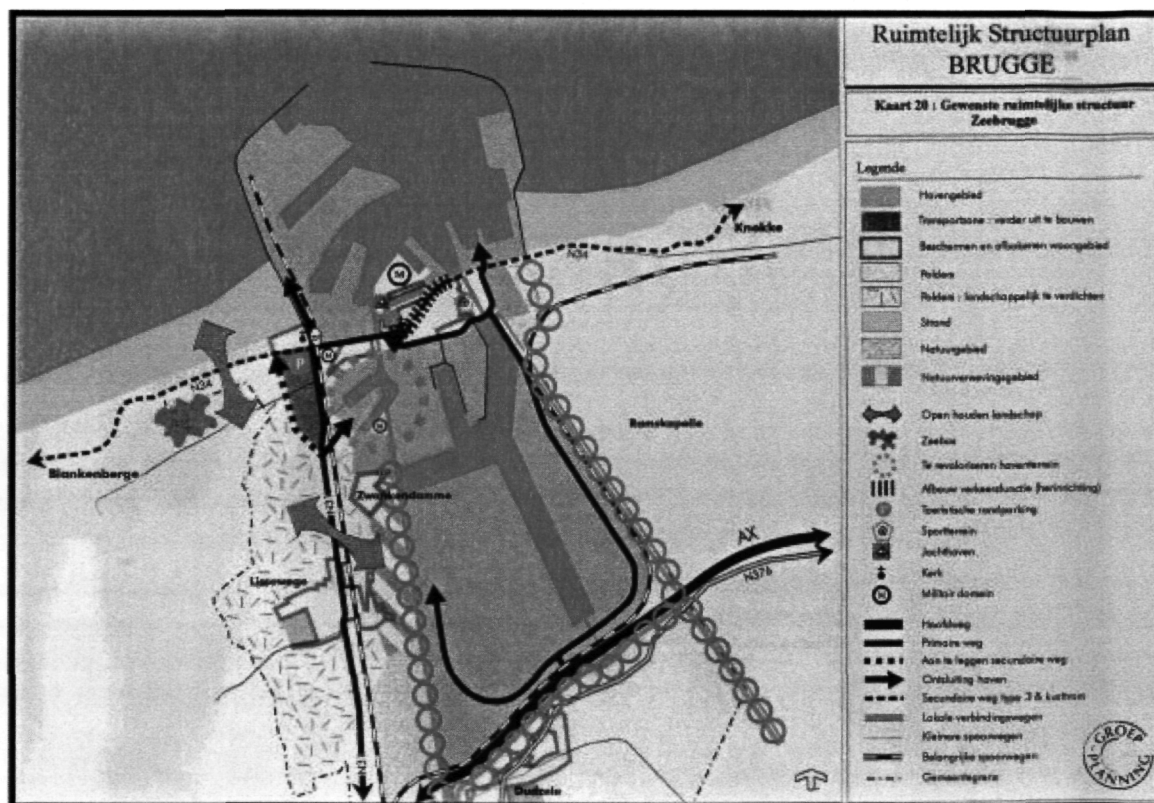 Ruimtelijk Structuurplan
BRUGGE
Kaart 20 : Gewenste ruimtelijke structuur
Zeebrugge
Legende
Havengebied
Transportzone : verder uit te bouwen
Beschermen en afbakenen woongebied
Polders
Polders : landschappelijk te verdichten
Strand
Natuurgebied
Natuurverwevingsgebied
Open houden landschap
Zeebos
Te revaloriseren haventerrein
Afbouw verkeersfunctie (herinrichting)
Toeristische randparking
Sportterrein
Jachthaven
Kerk
Militair domein
Hoofdweg
Primaire weg
Aan te leggen secundaire weg
Ontsluiting haven
Secundaire weg type 3 & kusttram
Lokale verbindingswegen
Kleinere spoorwegen
Belangrijke spoorwegen
Gemeentegrens
GROEP
PLANNING
Knokke
N34
M
M
P
N34
Ramskapelle
M
Blankenberge
Zwankendamme
AX
N376
N31
Lissewege
N31
Dudzele